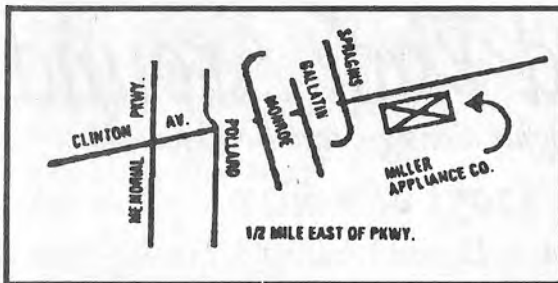 CLINTON AV.
MEMORIAL PKWY.
POLLARD
MONROE
GALLATIN
SPRAGINS
MILLER
APPLIANCE CO.
1/2 MILE EAST OF PKWY.